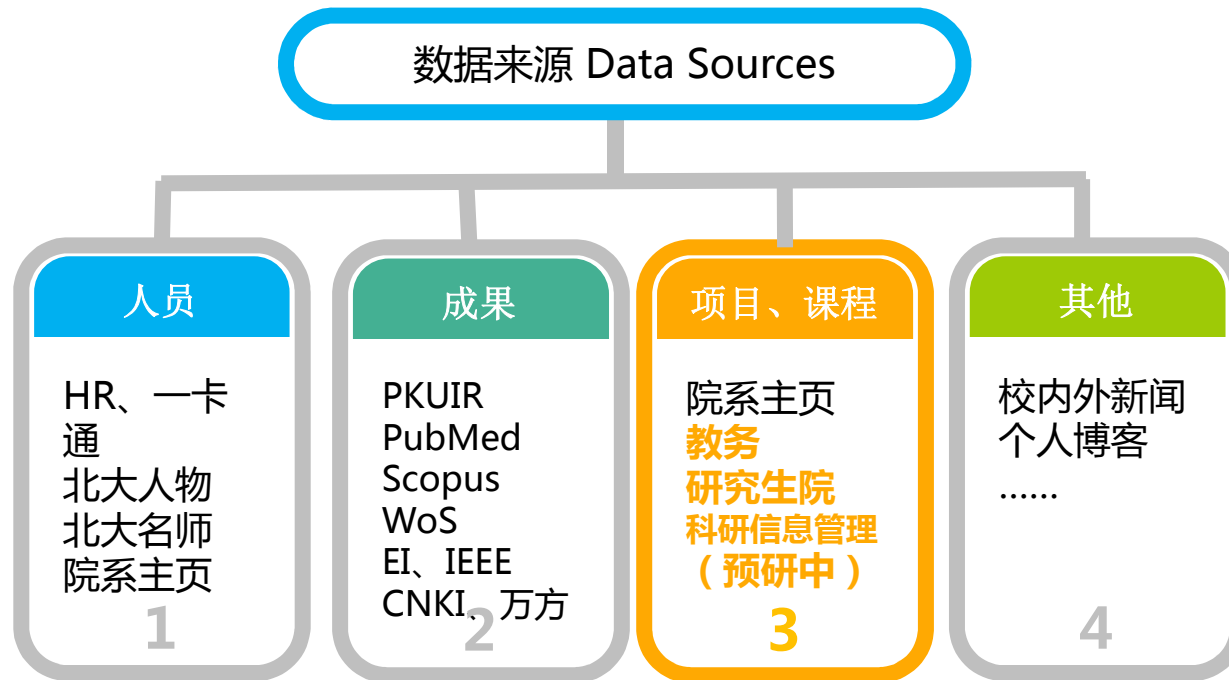 数据来源 Data Sources
人员
HR、一卡
通
北大人物
北大名师
院系主页
1
成果
PKUIR
PubMed
Scopus
WoS
EI、IEEE
CNKI、万方
2
项目、课程
院系主页
教务
研究生院
科研信息管理
（预研中）
3
其他
校内外新闻
个人博客
……
4